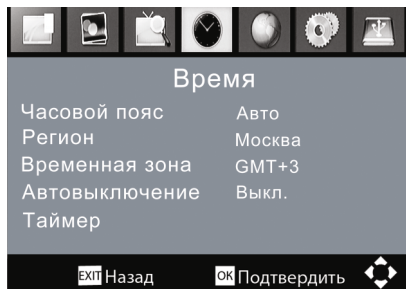 Время
Часовой пояс Авто
Регион Москва
Временная зона GMT+3
Автовыключение Выкл.
Таймер
EXIT Назад OK Подтвердить